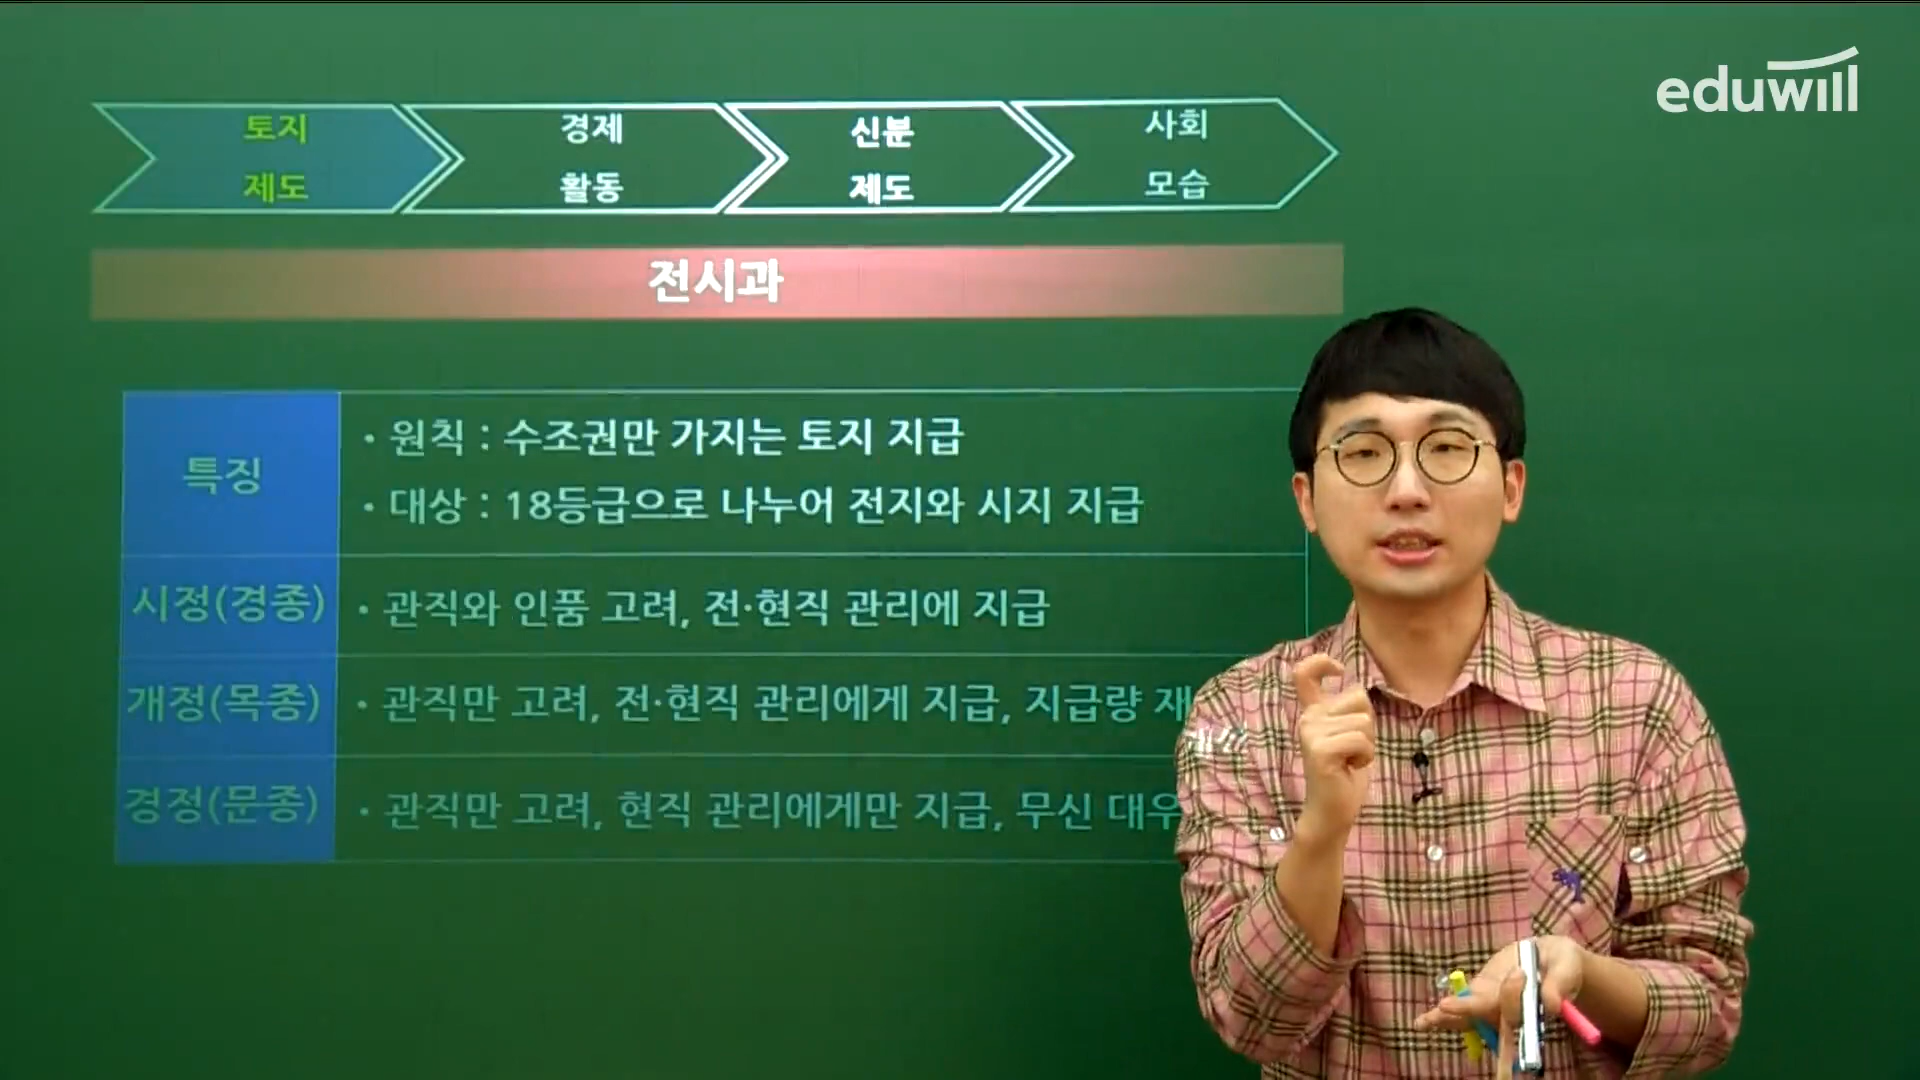 eduwill
토지
제도
경제
활동
신분
제도
사회
모습
전시과
특징
• 원칙 : 수조권만 가지는 토지 지급
• 대상 : 18등급으로 나누어 전지와 시지 지급
시정(경종)
• 관직와 인품 고려, 전·현직 관리에 지급
개정(목종)
• 관직만 고려, 전·현직 관리에게 지급, 지급량 재
경정(문종)
• 관직만 고려, 현직 관리에게만 지급, 무신 대우